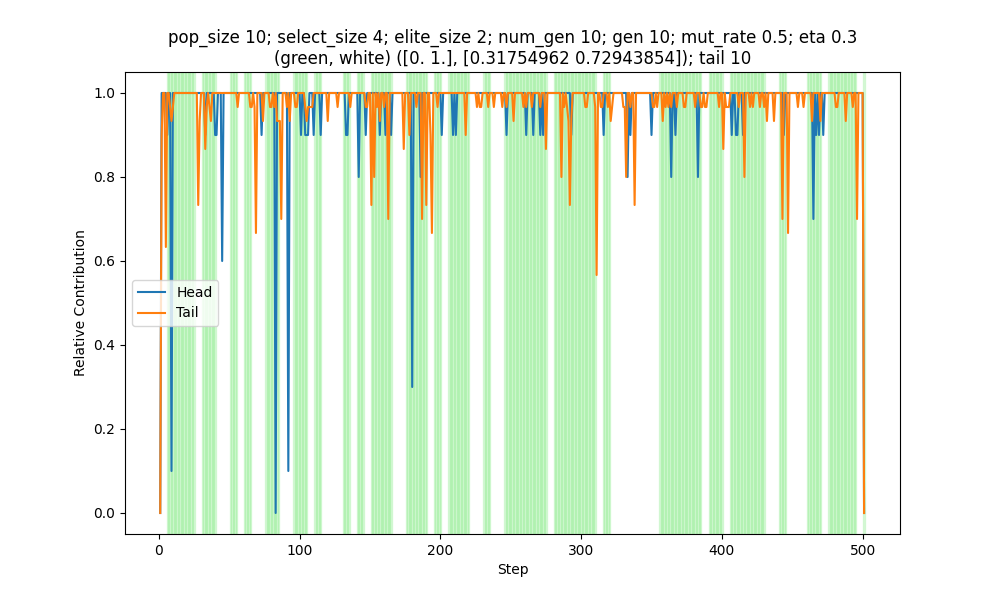 pop_size 10; select_size 4; elite_size 2; num_gen 10; gen 10; mut_rate 0.5; eta 0.3
(green, white) ([0. 1.], [0.31754962 0.72943854]); tail 10
1.0
0.8
0.6
0.4
0.2
0.0
Relative Contribution
Head
Tail
0
100
200
300
400
500
Step